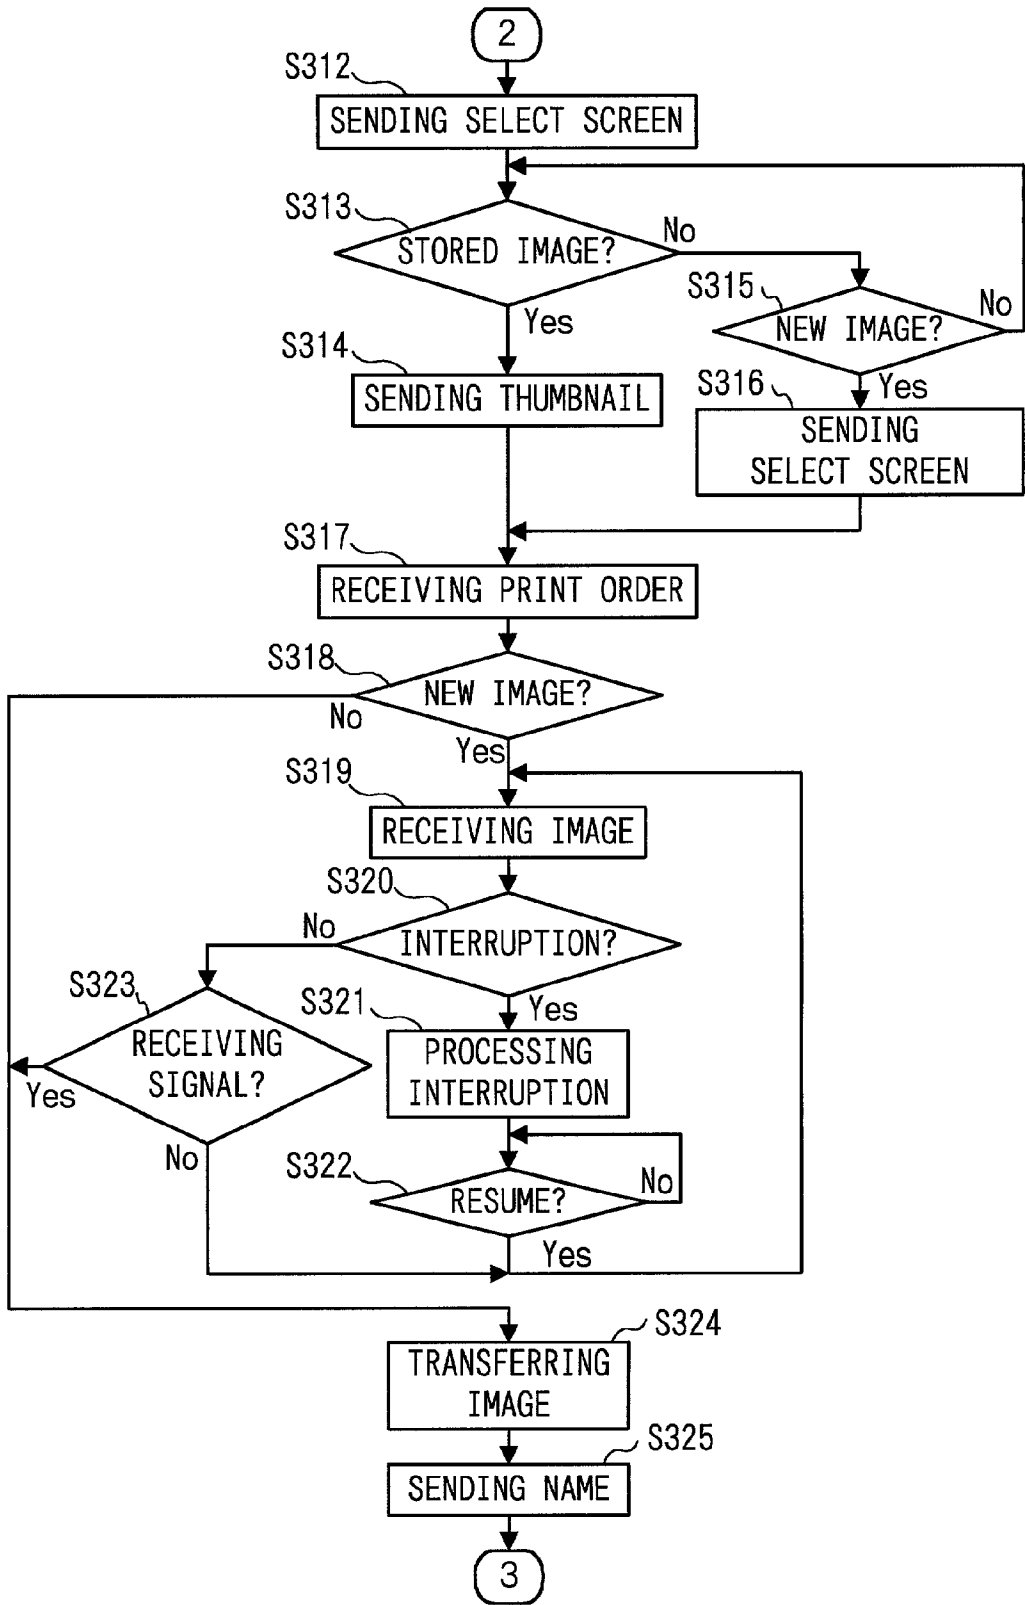 2
S312
SENDING SELECT SCREEN
S313
STORED IMAGE?
No
S315
NEW IMAGE?
No
Yes
S314
SENDING THUMBNAIL
S316
Yes
SENDING
SELECT SCREEN
S317
RECEIVING PRINT ORDER
S318
NEW IMAGE?
No
Yes
S319
RECEIVING IMAGE
S320
No
INTERRUPTION?
S323
S321
Yes
RECEIVING
SIGNAL?
Yes
PROCESSING
INTERRUPTION
No
S322
RESUME?
No
Yes
S324
TRANSFERRING
IMAGE
S325
SENDING NAME
3